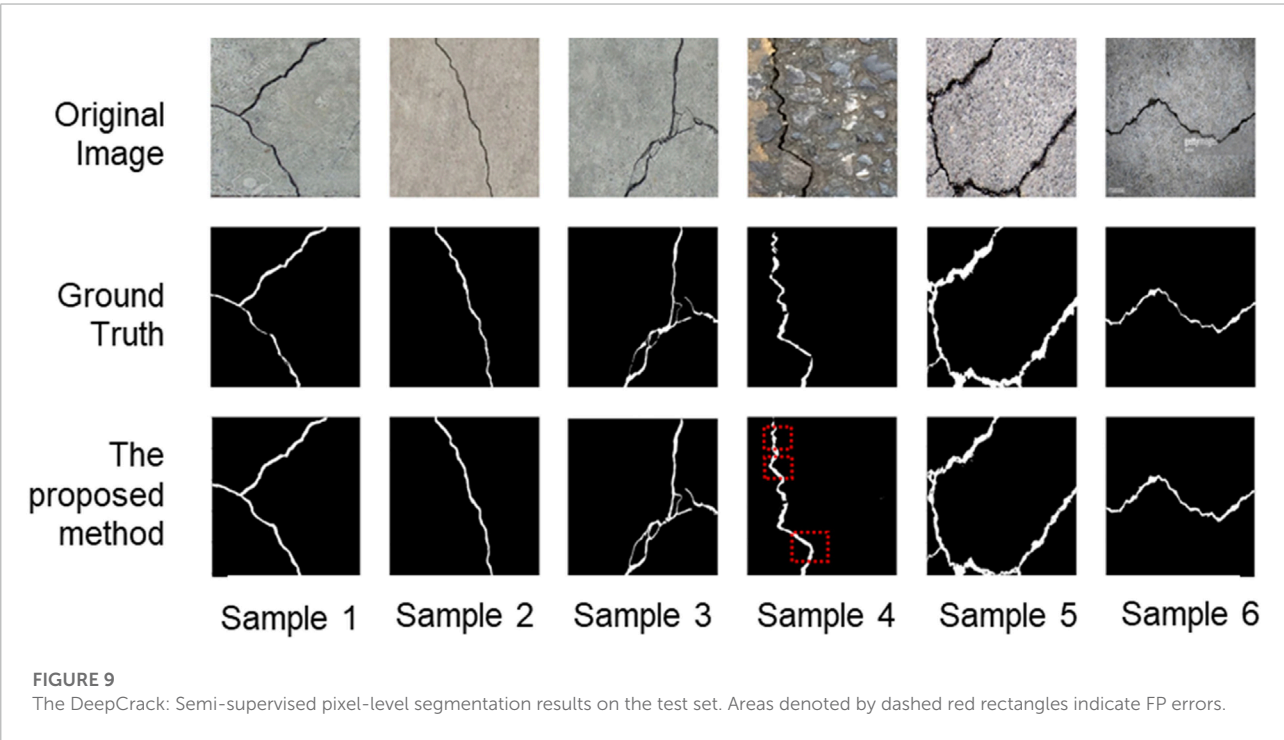 Original
Image
Ground
Truth
The
proposed
method
Sample 1 Sample 2 Sample 3 Sample 4 Sample 5 Sample 6
FIGURE 9
The DeepCrack: Semi-supervised pixel-level segmentation results on the test set. Areas denoted by dashed red rectangles indicate FP errors.